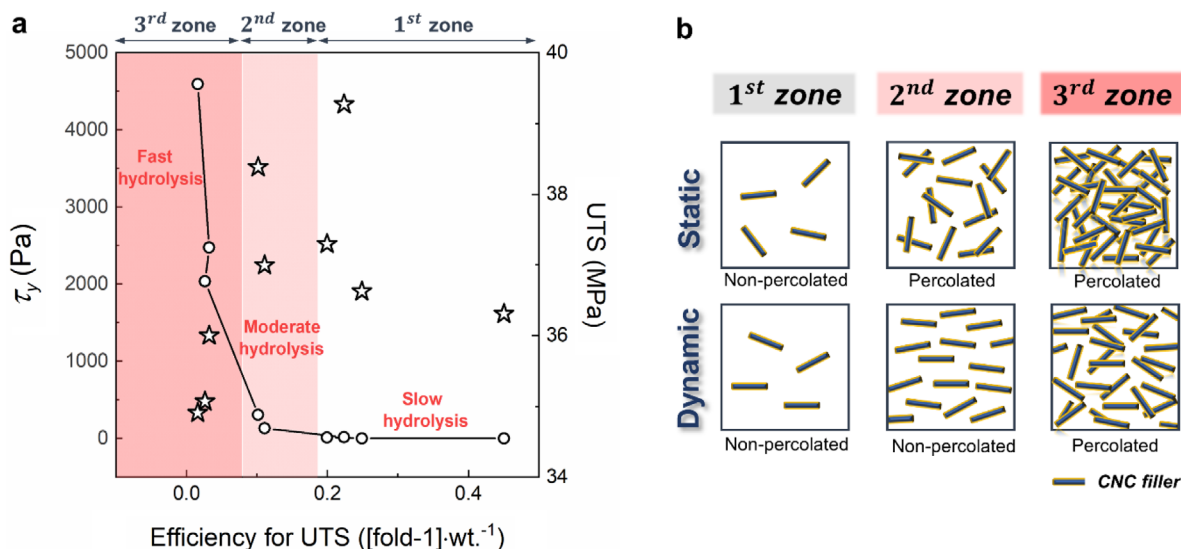 a
3rd zone
2nd zone
1st zone
5000
4000
3000
2000
1000
0
τy (Pa)
40
38
36
34
UTS (MPa)
Fast
hydrolysis
Moderate
hydrolysis
Slow
hydrolysis
0.0
0.2
0.4
Efficiency for UTS ([fold-1]·wt.-1)
b
1st zone
2nd zone
3rd zone
Static
Non-percolated
Percolated
Percolated
Dynamic
Non-percolated
Non-percolated
Percolated
CNC filler